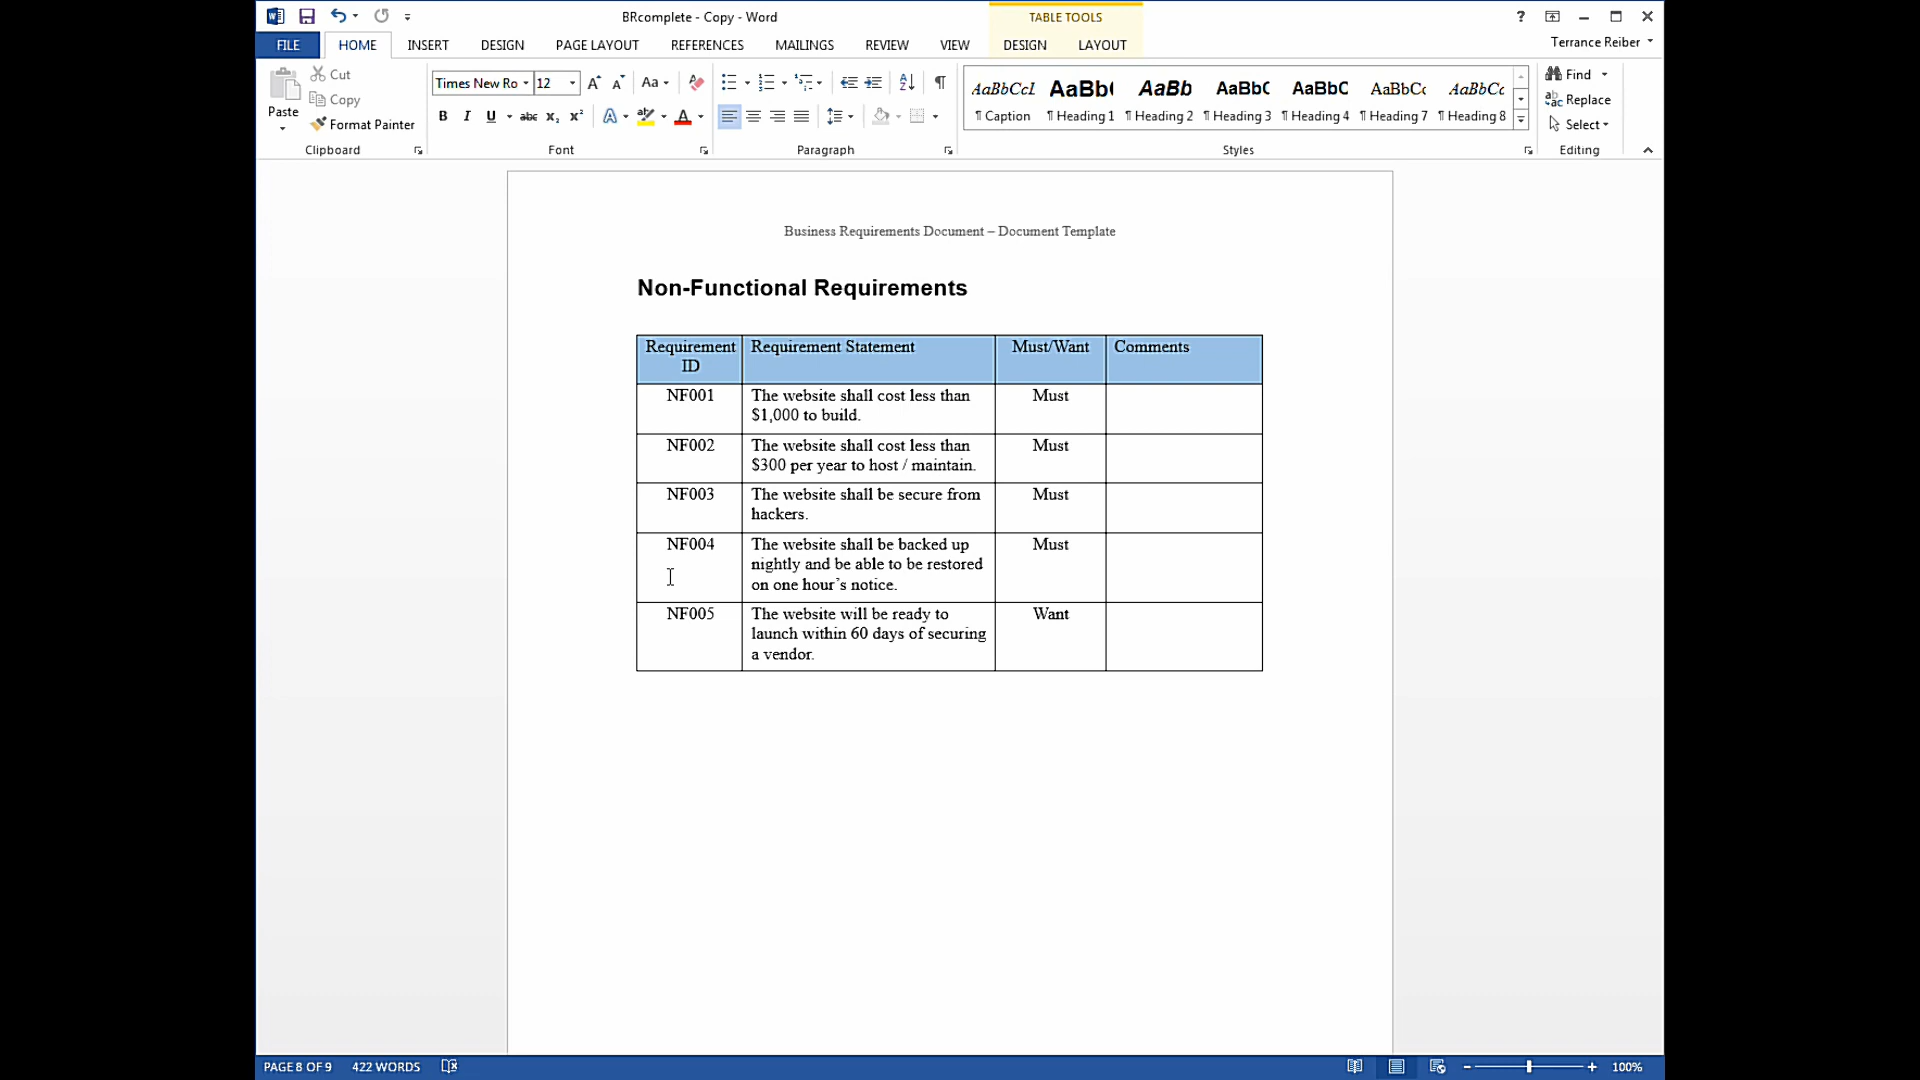 BRcomplete - Copy - Word
TABLE TOOLS
?
FILE
HOME
INSERT
DESIGN
PAGE LAYOUT
REFERENCES
MAILINGS
REVIEW
VIEW
DESIGN
LAYOUT
Terrance Reiber
Paste
Cut
Copy
Format Painter
Clipboard
Times New Ro
12
Aa
B I U abc X2 X2
Font
Paragraph
AaBbCcI AaBb( AaBb AaBbC AaBbC AaBbCc AaBbCc
¶ Caption ¶ Heading 1 ¶ Heading 2 ¶ Heading 3 ¶ Heading 4 ¶ Heading 7 ¶ Heading 8
Styles
Find
Replace
Select
Editing
Business Requirements Document – Document Template
Non-Functional Requirements
Requirement
ID
Requirement Statement
Must/Want
Comments
NF001
The website shall cost less than
$1,000 to build.
Must
NF002
The website shall cost less than
$300 per year to host / maintain.
Must
NF003
The website shall be secure from
hackers.
Must
NF004
The website shall be backed up
nightly and be able to be restored
on one hour’s notice.
Must
NF005
The website will be ready to
launch within 60 days of securing
a vendor.
Want
PAGE 8 OF 9
422 WORDS
100%